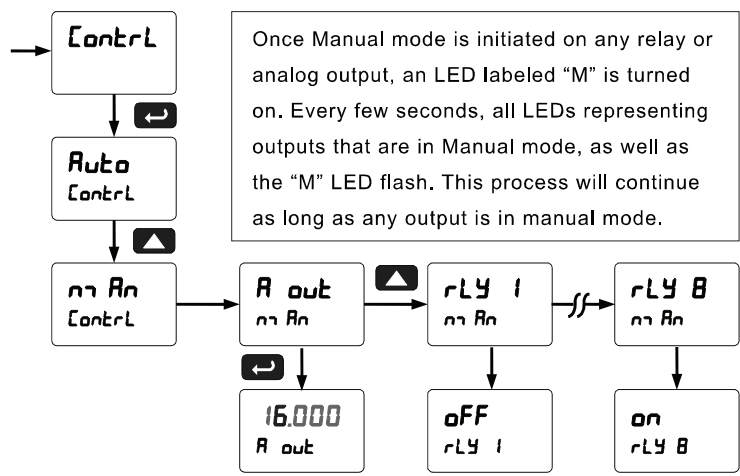 ContrL
Once Manual mode is initiated on any relay or
analog output, an LED labeled “M” is turned
on. Every few seconds, all LEDs representing
outputs that are in Manual mode, as well as
the “M” LED flash. This process will continue
as long as any output is in manual mode.
Auto
ContrL
mAn
ContrL
A out
mAn
rLY 1
mAn
rLY 8
mAn
16.000
A out
oFF
rLY 1
on
rLY 8